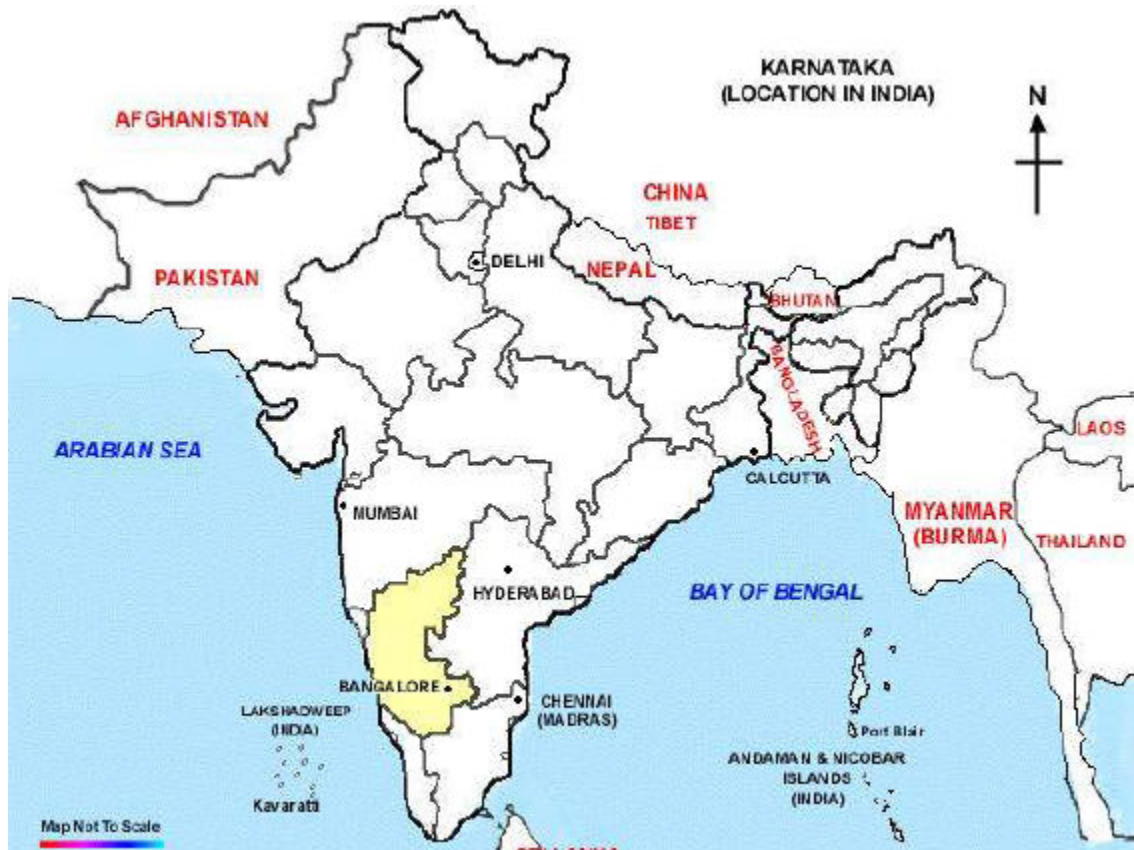 KARNATAKA
(LOCATION IN INDIA)
N
AFGHANISTAN
CHINA
TIBET
DELHI
NEPAL
PAKISTAN
BHUTAN
BANGLADESH
LAOS
ARABIAN SEA
CALCUTTA
MUMBAI
MYANMAR
(BURMA)
THAILAND
HYDERABAD
BAY OF BENGAL
BANGALORE
CHENNAI
(MADRAS)
LAKSHADWEEP
(INDIA)
Port Blair
ANDAMAN & NICOBAR
ISLANDS
(INDIA)
Kavaratti
Map Not To Scale